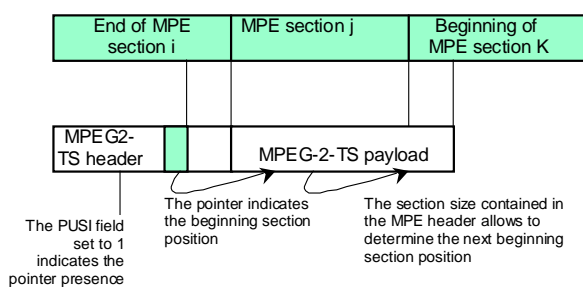 End of MPE
section i
MPE section j
Beginning of
MPE section K
MPEG2-
TS header
MPEG-2-TS payload
The PUSI field
set to 1
indicates the
pointer presence
The pointer indicates
the beginning section
position
The section size contained in
the MPE header allows to
determine the next beginning
section position